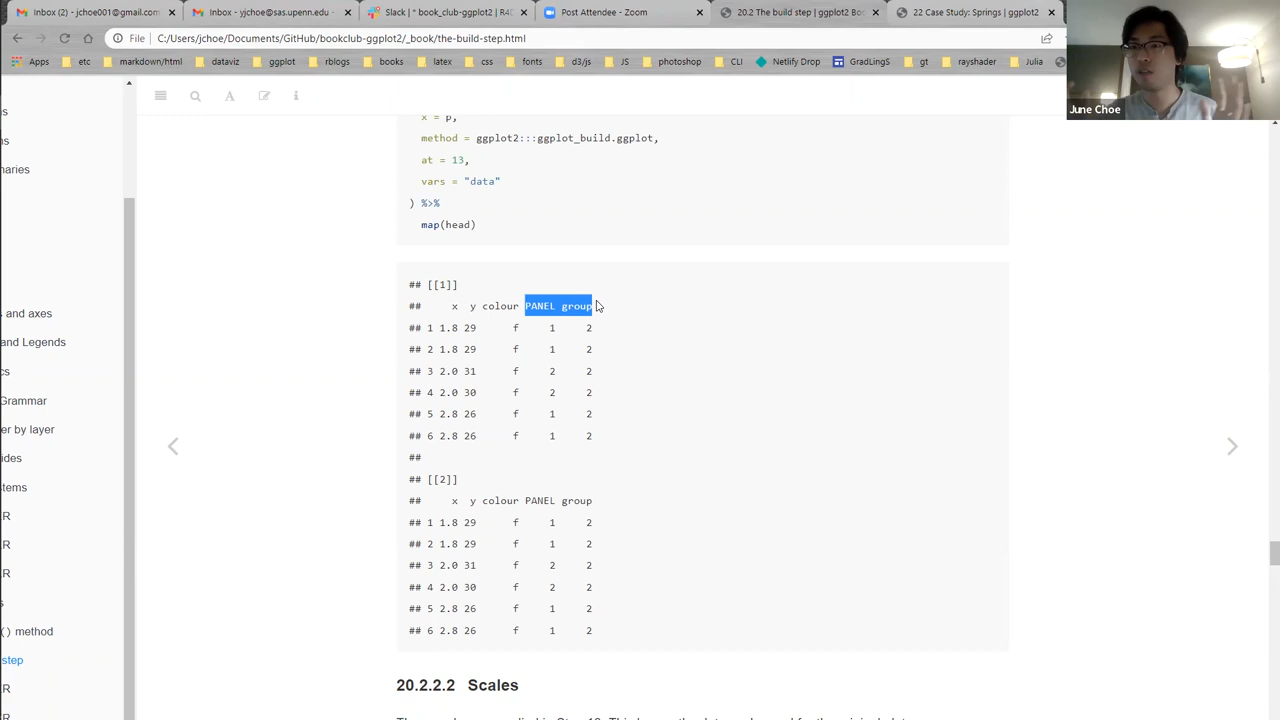 Inbox (2) - jchoe001@gmail.com
Inbox - yjchoe@sas.upenn.edu -
Slack | * book_club-ggplot2 | R4D
Post Attendee - Zoom
20.2 The build step | ggplot2 Boo
22 Case Study: Springs | ggplot2
File C:/Users/jchoe/Documents/GitHub/bookclub-ggplot2/_book/the-build-step.html
Apps etc markdown/html dataviz ggplot rblogs books latex css fonts d3/js JS photoshop CLI Netlify Drop GradLingS gt rayshader Julia
June Choe
s
ns
naries
s and axes
and Legends
cs
Grammar
er by layer
ides
stems
R
R
R
s
() method
step
R
R
x = p,
method = ggplot2:::ggplot_build.ggplot,
at = 13,
vars = "data"
) %>%
map(head)
## [[1]]
## x y colour PANEL group
## 1 1.8 29 f 1 2
## 2 1.8 29 f 1 2
## 3 2.0 31 f 2 2
## 4 2.0 30 f 2 2
## 5 2.8 26 f 1 2
## 6 2.8 26 f 1 2
##
## [[2]]
## x y colour PANEL group
## 1 1.8 29 f 1 2
## 2 1.8 29 f 1 2
## 3 2.0 31 f 2 2
## 4 2.0 30 f 2 2
## 5 2.8 26 f 1 2
## 6 2.8 26 f 1 2
20.2.2.2 Scales